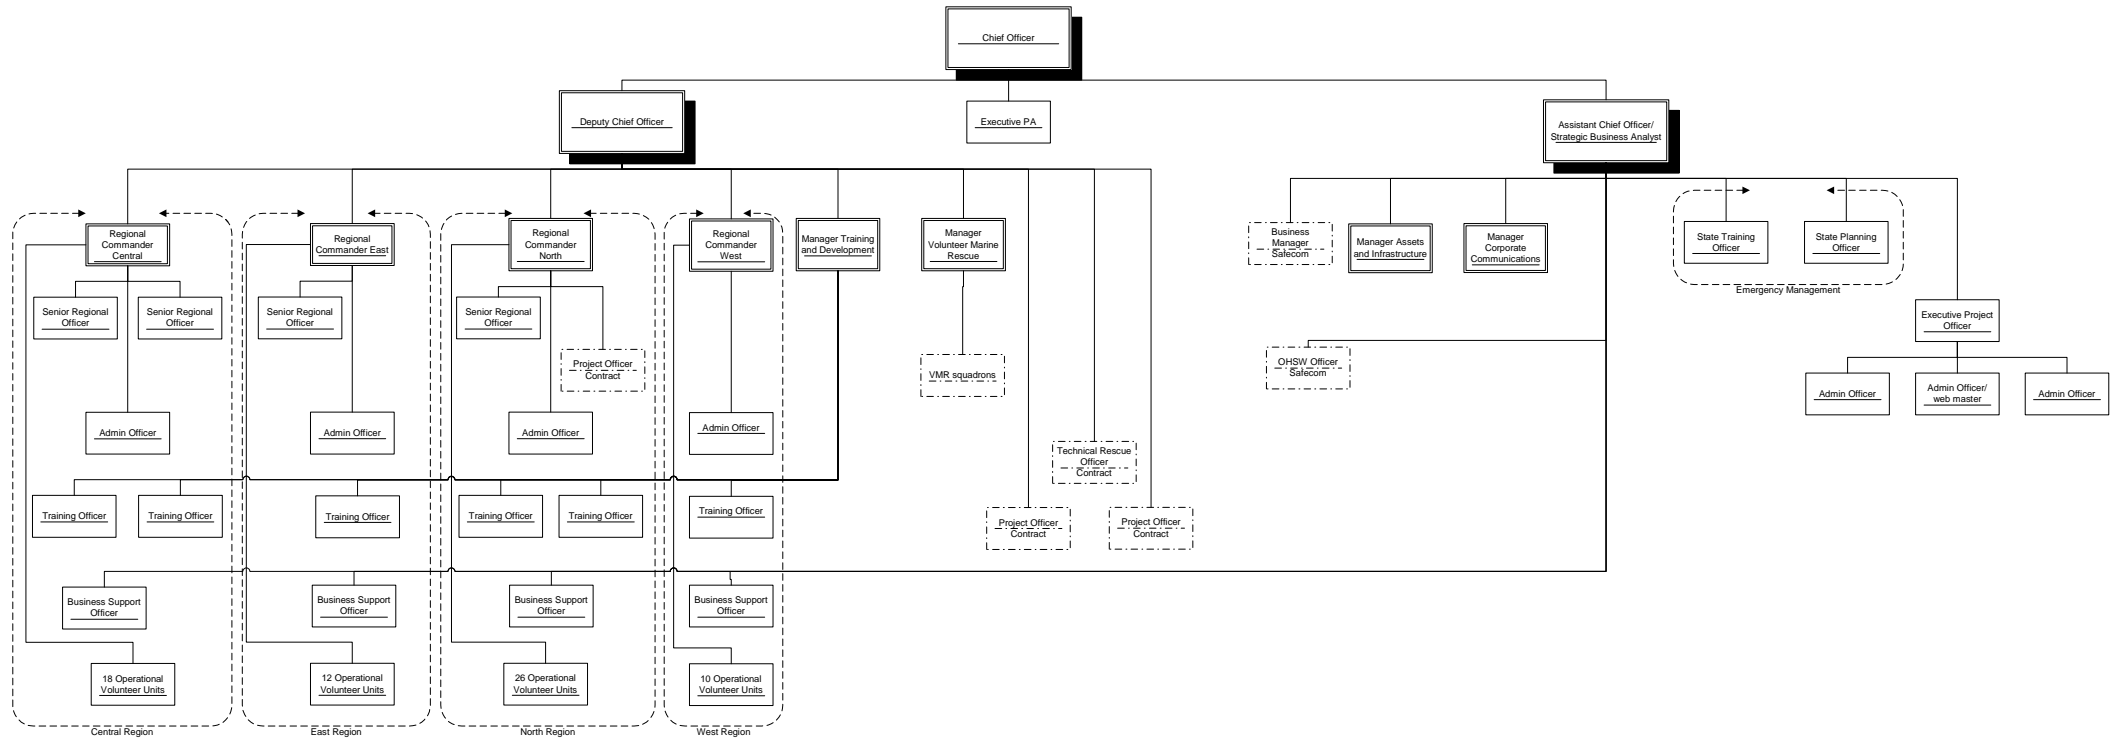 Chief Officer
Deputy Chief Officer
Executive PA
Assistant Chief Officer/
Strategic Business Analyst
Regional
Commander
Central
Regional
Commander East
Regional
Commander
North
Regional
Commander
West
Manager Training
and Development
Manager
Volunteer Marine
Rescue
Business
Manager
Safecom
Manager Assets
and Infrastructure
Manager
Corporate
Communications
State Training
Officer
State Planning
Officer
Emergency Management
Senior Regional
Officer
Senior Regional
Officer
Senior Regional
Officer
Senior Regional
Officer
Project Officer
Contract
VMR squadrons
OHSW Officer
Safecom
Executive Project
Officer
Admin Officer
Admin Officer/
web master
Admin Officer
Admin Officer
Admin Officer
Admin Officer
Admin Officer
Technical Rescue
Officer
Contract
Training Officer
Training Officer
Training Officer
Training Officer
Training Officer
Training Officer
Project Officer
Contract
Project Officer
Contract
Business Support
Officer
Business Support
Officer
Business Support
Officer
Business Support
Officer
18 Operational
Volunteer Units
12 Operational
Volunteer Units
26 Operational
Volunteer Units
10 Operational
Volunteer Units
Central Region
East Region
North Region
West Region